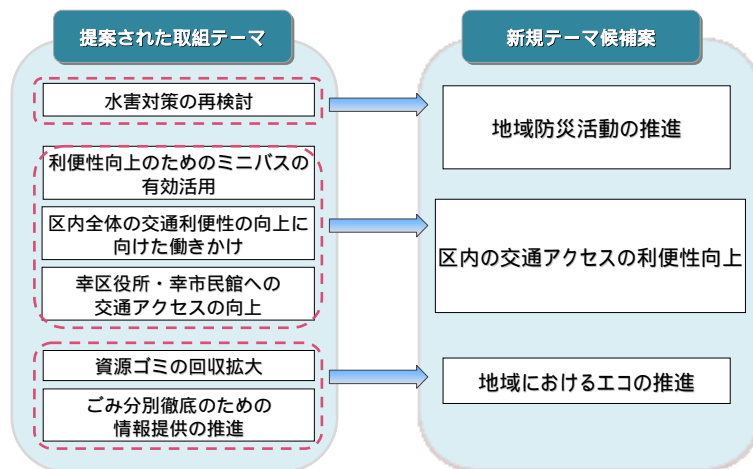 提案された取組テーマ
水害対策の再検討
利便性向上のためのミニバスの
有効活用
区内全体の交通利便性の向上に
向けた働きかけ
幸区役所・幸市民館への
交通アクセスの向上
資源ゴミの回収拡大
ごみ分別徹底のための
情報提供の推進
新規テーマ候補案
地域防災活動の推進
区内の交通アクセスの利便性向上
地域におけるエコの推進